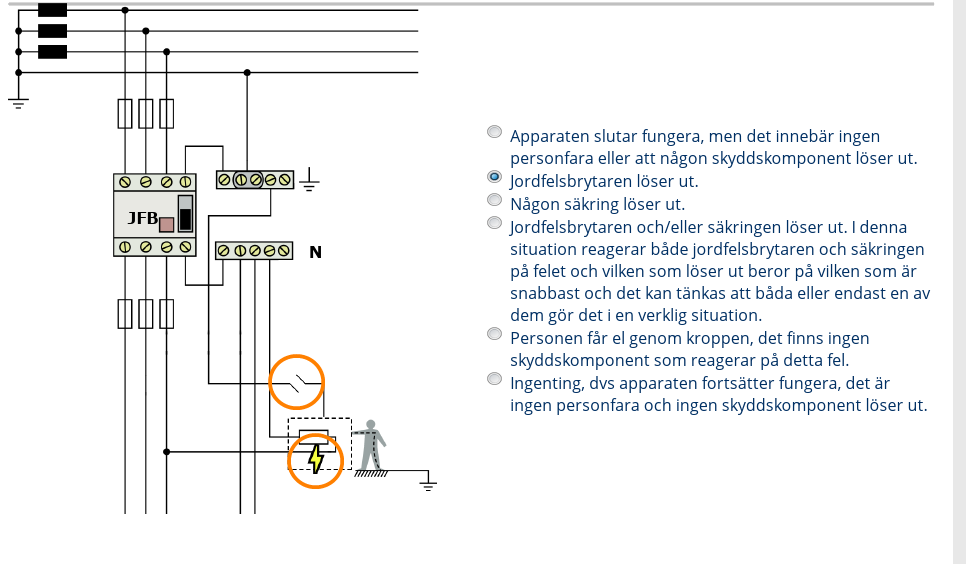 JFB
N
Apparaten slutar fungera, men det innebär ingen
personfara eller att någon skyddskomponent löser ut.
Jordfelsbrytaren löser ut.
Någon säkring löser ut.
Jordfelsbrytaren och/eller säkringen löser ut. I denna
situation reagerar både jordfelsbrytaren och säkringen
på felet och vilken som löser ut beror på vilken som är
snabbast och det kan tänkas att båda eller endast en av
dem gör det i en verklig situation.
Personen får el genom kroppen, det finns ingen
skyddskomponent som reagerar på detta fel.
Ingenting, dvs apparaten fortsätter fungera, det är
ingen personfara och ingen skyddskomponent löser ut.